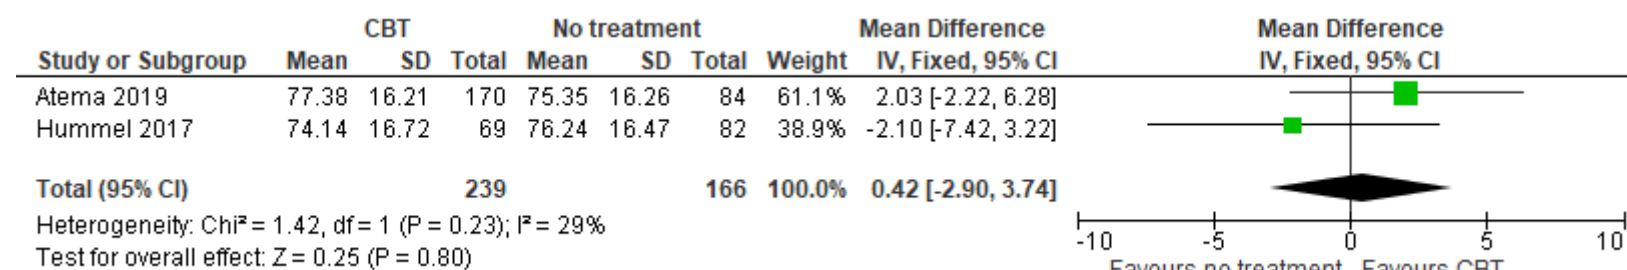 CBT No treatment Mean Difference Mean Difference
Study or Subgroup Mean SD Total Mean SD Total Weight IV, Fixed, 95% CI IV, Fixed, 95% CI
Atema 2019 77.38 16.21 170 75.35 16.26 84 61.1% 2.03 [-2.22, 6.28]
Hummel 2017 74.14 16.72 69 76.24 16.47 82 38.9% -2.10 [-7.42, 3.22]
Total (95% CI) 239 166 100.0% 0.42 [-2.90, 3.74]
Heterogeneity: Chi² = 1.42, df = 1 (P = 0.23); I² = 29%
Test for overall effect: Z = 0.25 (P = 0.80)
-10 -5 0 5 10
Favours no treatment Favours CBT